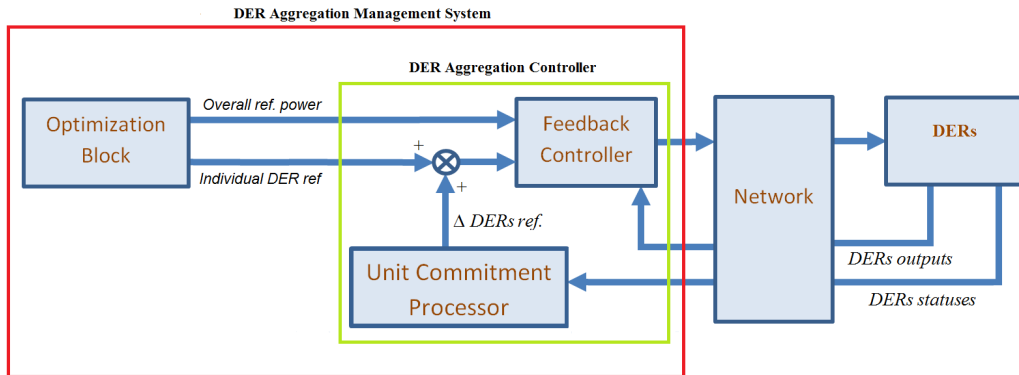 DER Aggregation Management System
DER Aggregation Controller
Overall ref. power
Optimization
Block
Individual DER ref
+
+
Feedback
Controller
Δ DERs ref.
Unit Commitment
Processor
Network
DERs
DERs outputs
DERs statuses